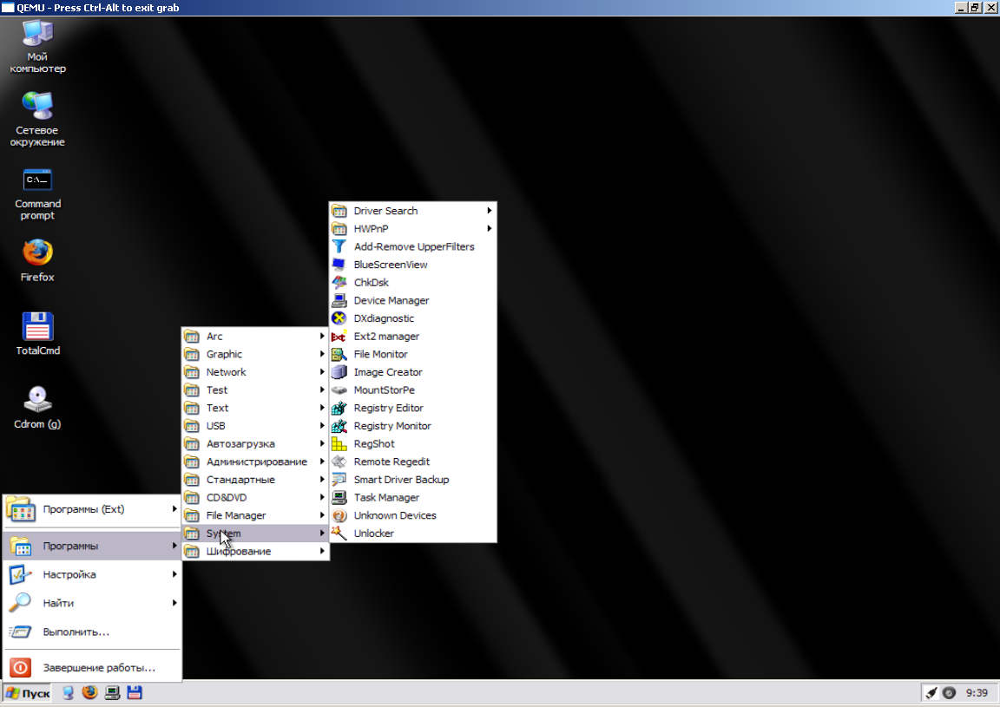 QEMU - Press Ctrl-Alt to exit grab
Мой
компьютер
Сетевое
окружение
C:\_
Command
prompt
Firefox
TotalCmd
Cdrom (g)
Программы (Ext)
Программы
Настройка
Найти
Выполнить...
Завершение работы...
Arc
Graphic
Network
Test
Text
USB
Автозагрузка
Администрирование
Стандартные
CD&DVD
File Manager
System
Шифрование
Driver Search
HWPnP
Add-Remove UpperFilters
BlueScreenView
ChkDsk
Device Manager
DXdiagnostic
Ext2 manager
File Monitor
Image Creator
MountStorPe
Registry Editor
Registry Monitor
RegShot
Remote Regedit
Smart Driver Backup
Task Manager
Unknown Devices
Unlocker
Пуск
9:39